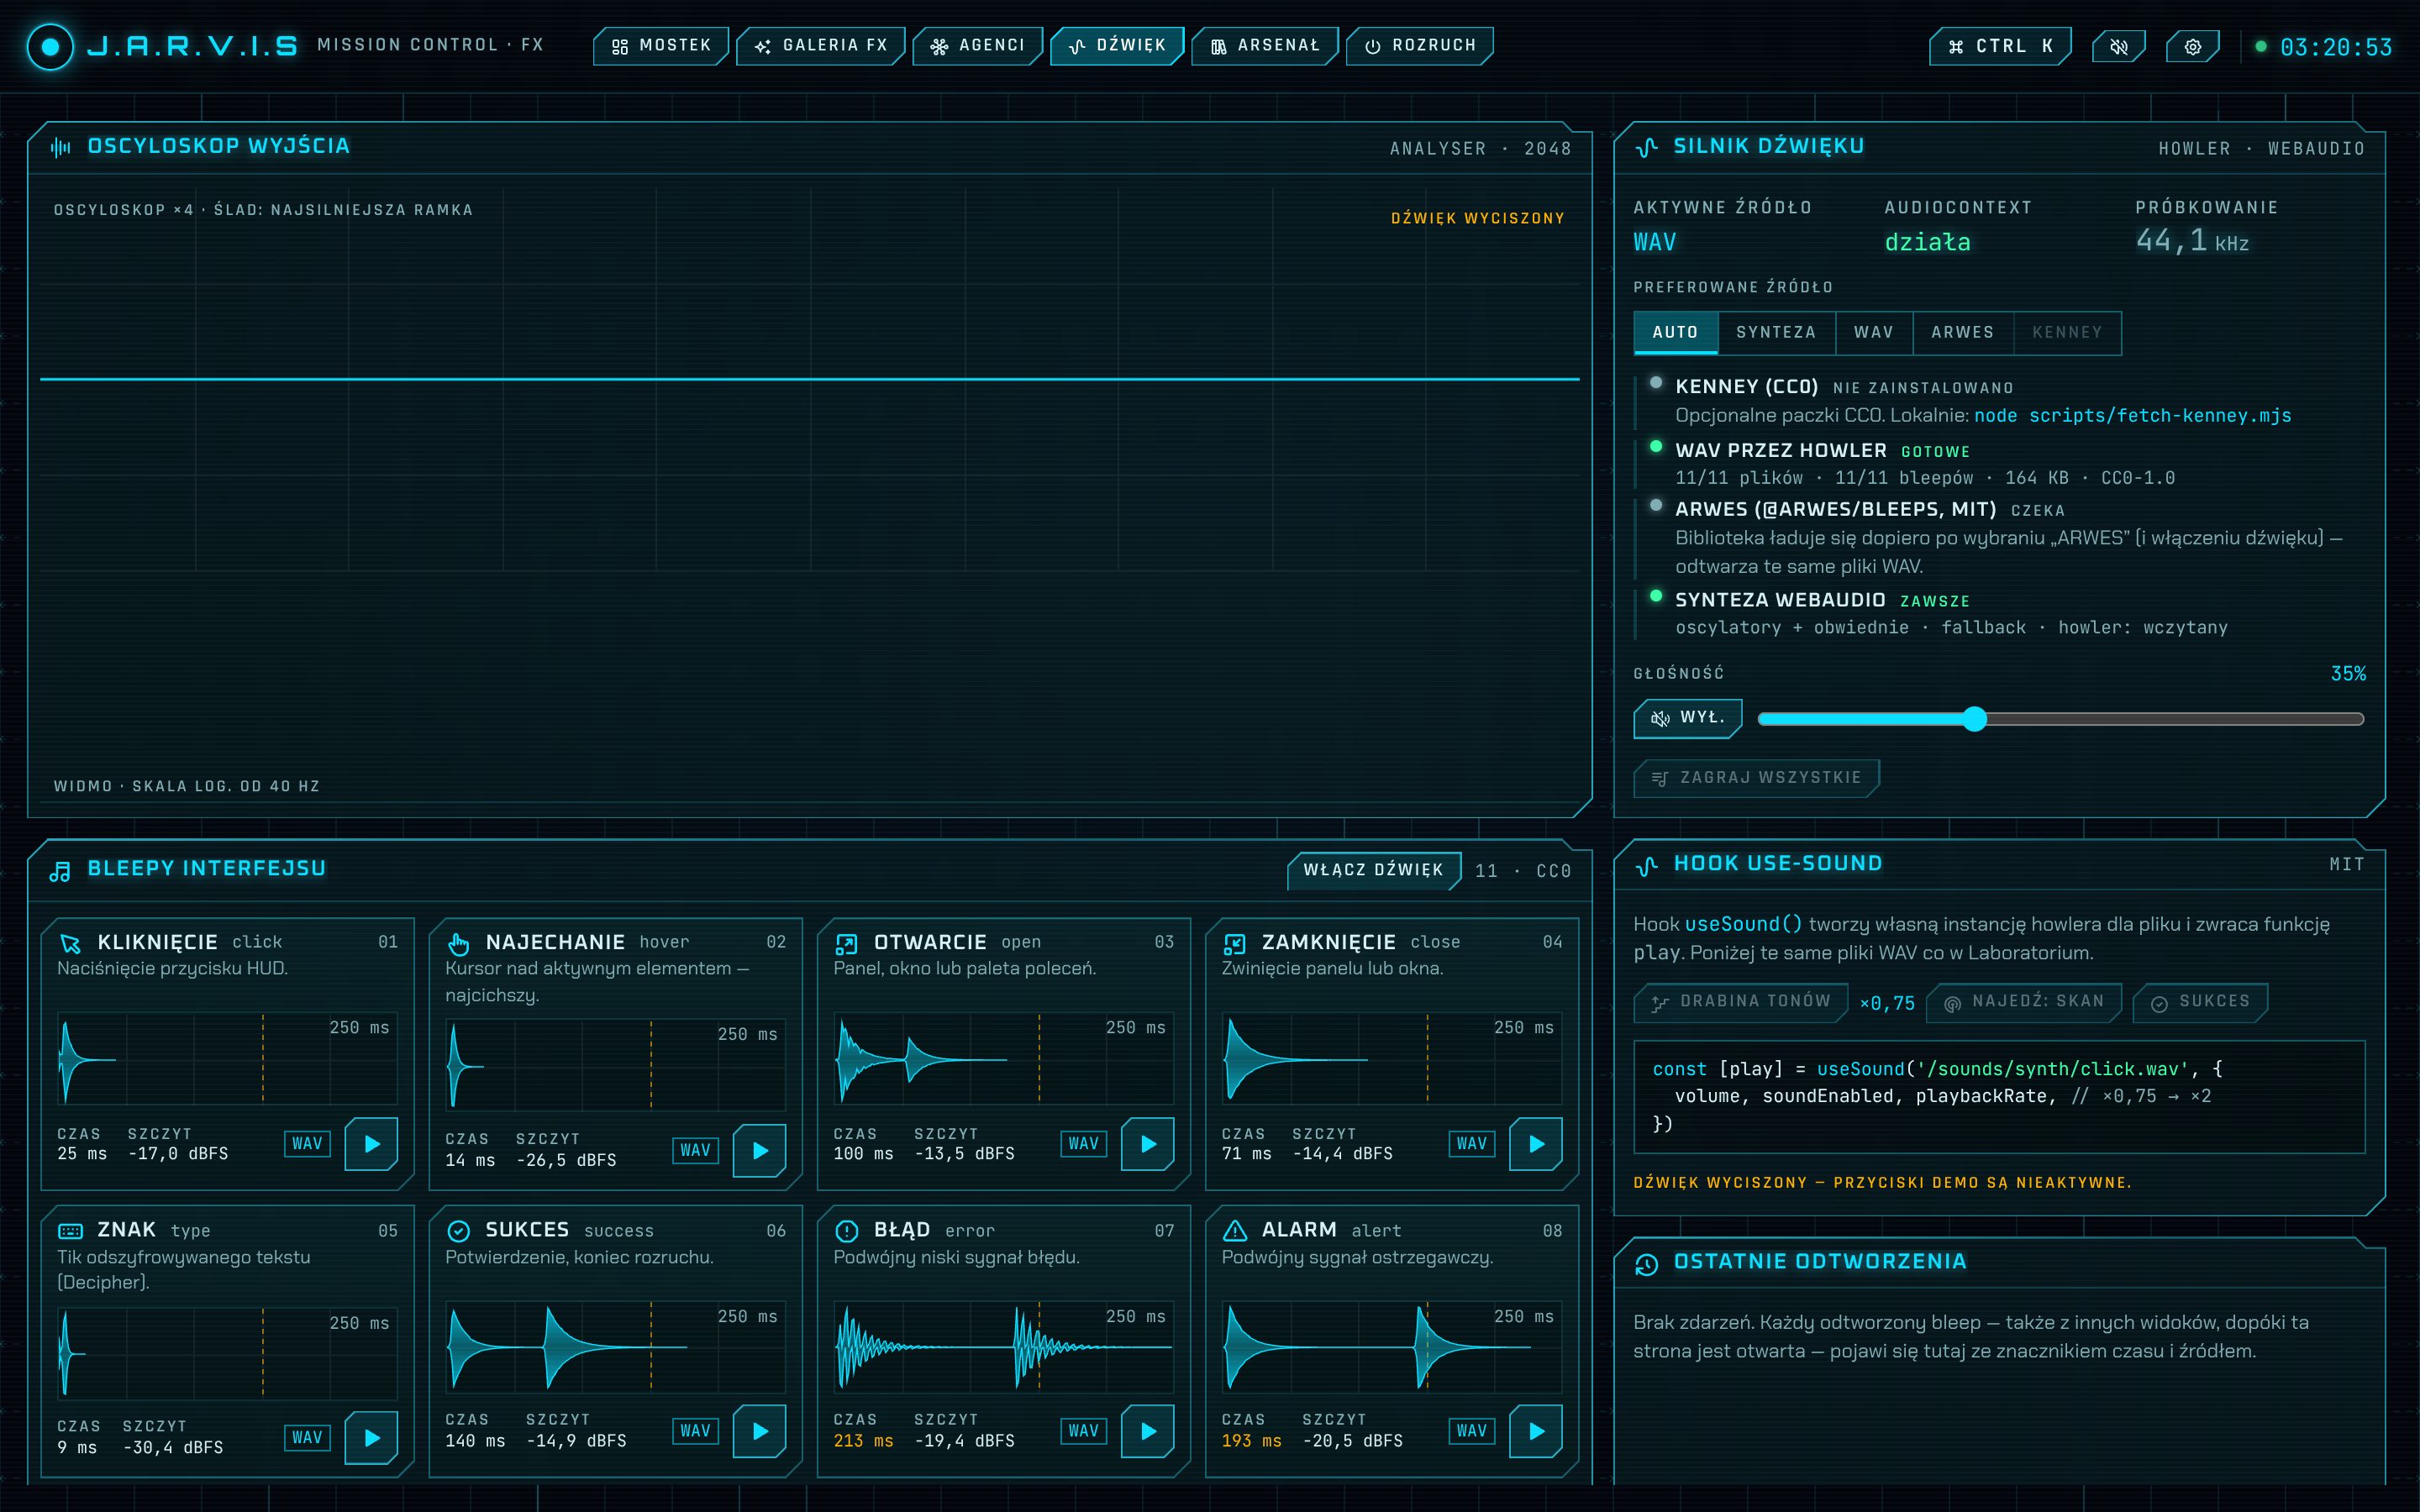 J.A.R.V.I.S MISSION CONTROL · FX
MOSTEK GALERIA FX AGENCI DŹWIĘK ARSENAŁ ROZRUCH
⌘ CTRL K
03:20:53
OSCYLOSKOP WYJŚCIA
ANALYSER · 2048
OSCYLOSKOP ×4 · ŚLAD: NAJSILNIEJSZA RAMKA
DŹWIĘK WYCISZONY
WIDMO · SKALA LOG. OD 40 HZ
SILNIK DŹWIĘKU
HOWLER · WEBAUDIO
AKTYWNE ŹRÓDŁO AUDIOCONTEXT PRÓBKOWANIE
WAV działa 44,1 kHz
PREFEROWANE ŹRÓDŁO
AUTO SYNTEZA WAV ARWES KENNEY
KENNEY (CC0) NIE ZAINSTALOWANO
Opcjonalne paczki CC0. Lokalnie: node scripts/fetch-kenney.mjs
WAV PRZEZ HOWLER GOTOWE
11/11 plików · 11/11 bleepów · 164 KB · CC0-1.0
ARWES (@ARWES/BLEEPS, MIT) CZEKA
Biblioteka ładuje się dopiero po wybraniu „ARWES” (i włączeniu dźwięku) —
odtwarza te same pliki WAV.
SYNTEZA WEBAUDIO ZAWSZE
oscylatory + obwiednie · fallback · howler: wczytany
GŁOŚNOŚĆ 35%
WYŁ.
ZAGRAJ WSZYSTKIE
BLEEPY INTERFEJSU
WŁĄCZ DŹWIĘK 11 · CC0
KLIKNIĘCIE click 01
Naciśnięcie przycisku HUD.
250 ms
CZAS SZCZYT
25 ms -17,0 dBFS
WAV
NAJECHANIE hover 02
Kursor nad aktywnym elementem —
najcichszy.
250 ms
CZAS SZCZYT
14 ms -26,5 dBFS
WAV
OTWARCIE open 03
Panel, okno lub paleta poleceń.
250 ms
CZAS SZCZYT
100 ms -13,5 dBFS
WAV
ZAMKNIĘCIE close 04
Zwinięcie panelu lub okna.
250 ms
CZAS SZCZYT
71 ms -14,4 dBFS
WAV
ZNAK type 05
Tik odszyfrowywanego tekstu
(Decipher).
250 ms
CZAS SZCZYT
9 ms -30,4 dBFS
WAV
SUKCES success 06
Potwierdzenie, koniec rozruchu.
250 ms
CZAS SZCZYT
140 ms -14,9 dBFS
WAV
BŁĄD error 07
Podwójny niski sygnał błędu.
250 ms
CZAS SZCZYT
213 ms -19,4 dBFS
WAV
ALARM alert 08
Podwójny sygnał ostrzegawczy.
250 ms
CZAS SZCZYT
193 ms -20,5 dBFS
WAV
HOOK USE-SOUND
MIT
Hook useSound() tworzy własną instancję howlera dla pliku i zwraca funkcję
play. Poniżej te same pliki WAV co w Laboratorium.
DRABINA TONÓW ×0,75 NAJEDŹ: SKAN SUKCES
const [play] = useSound('/sounds/synth/click.wav', {
volume, soundEnabled, playbackRate, // ×0,75 → ×2
})
DŹWIĘK WYCISZONY — PRZYCISKI DEMO SĄ NIEAKTYWNE.
OSTATNIE ODTWORZENIA
Brak zdarzeń. Każdy odtworzony bleep — także z innych widoków, dopóki ta
strona jest otwarta — pojawi się tutaj ze znacznikiem czasu i źródłem.